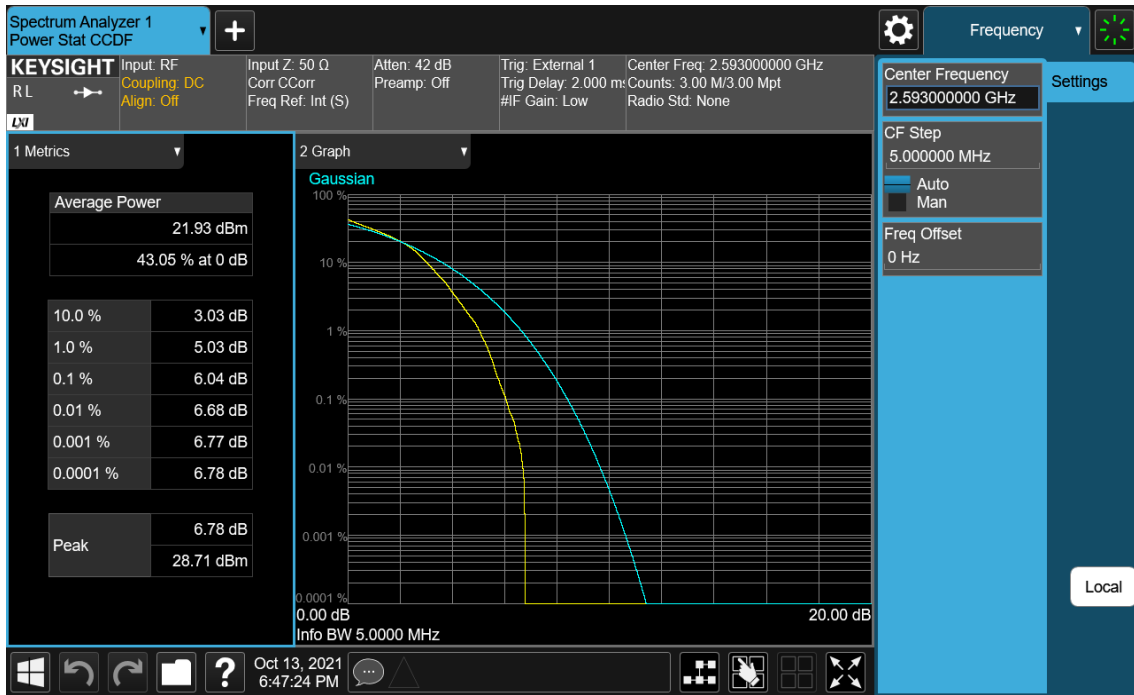 Spectrum Analyzer 1
Power Stat CCDF
Frequency
KEYSIGHT
R L
LXI
Input: RF
Coupling: DC
Align: Off
Input Z: 50 Ω
Corr CCorr
Freq Ref: Int (S)
Atten: 42 dB
Preamp: Off
Trig: External 1
Trig Delay: 2.000 ms
#IF Gain: Low
Center Freq: 2.593000000 GHz
Counts: 3.00 M/3.00 Mpt
Radio Std: None
Center Frequency
2.593000000 GHz
Settings
CF Step
5.000000 MHz
Auto
Man
Freq Offset
0 Hz
1 Metrics
Average Power
21.93 dBm
43.05 % at 0 dB
10.0 % 3.03 dB
1.0 % 5.03 dB
0.1 % 6.04 dB
0.01 % 6.68 dB
0.001 % 6.77 dB
0.0001 % 6.78 dB
Peak
6.78 dB
28.71 dBm
2 Graph
Gaussian
100 %
10 %
1 %
0.1 %
0.01 %
0.001 %
0.0001 %
0.00 dB 20.00 dB
Info BW 5.0000 MHz
Local
?
Oct 13, 2021
6:47:24 PM